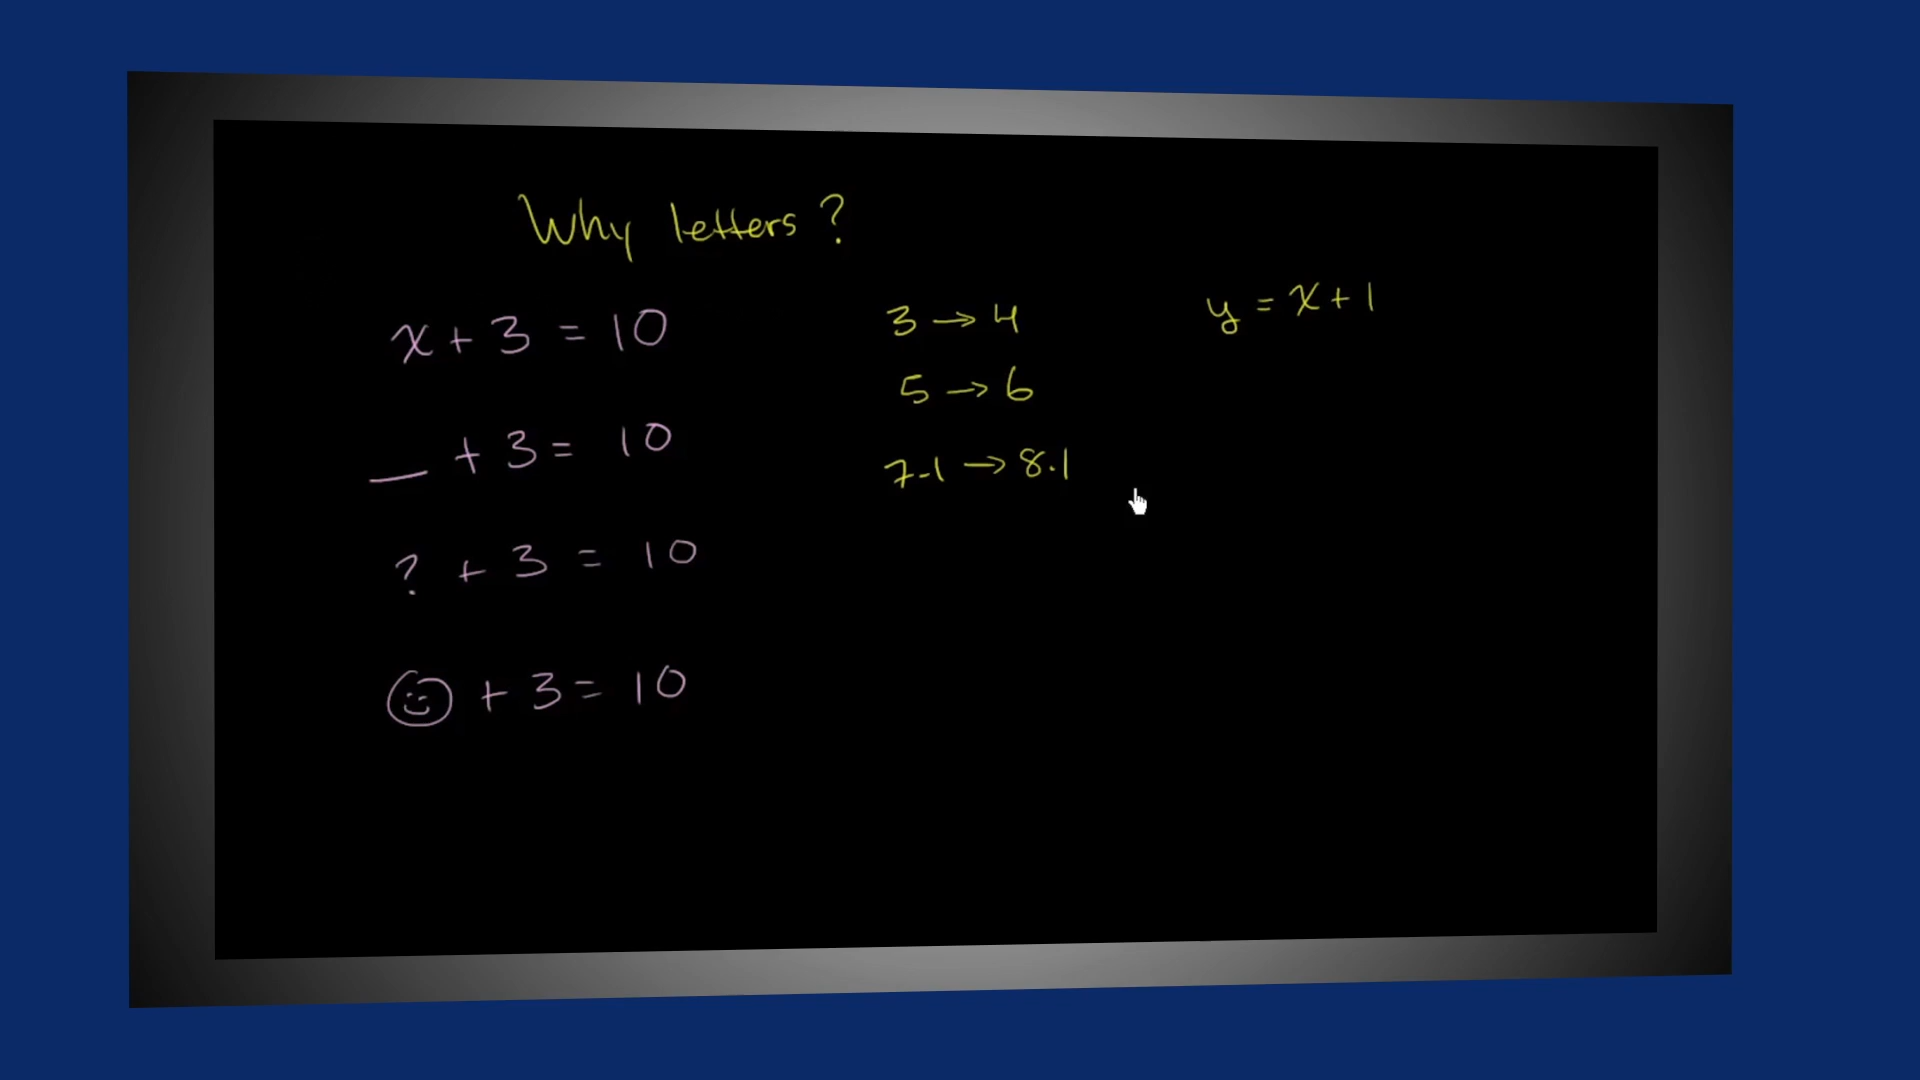 Why letters?
x + 3 = 10
__ + 3 = 10
? + 3 = 10
☺ + 3 = 10
3 → 4
5 → 6
7.1 → 8.1
y = x + 1